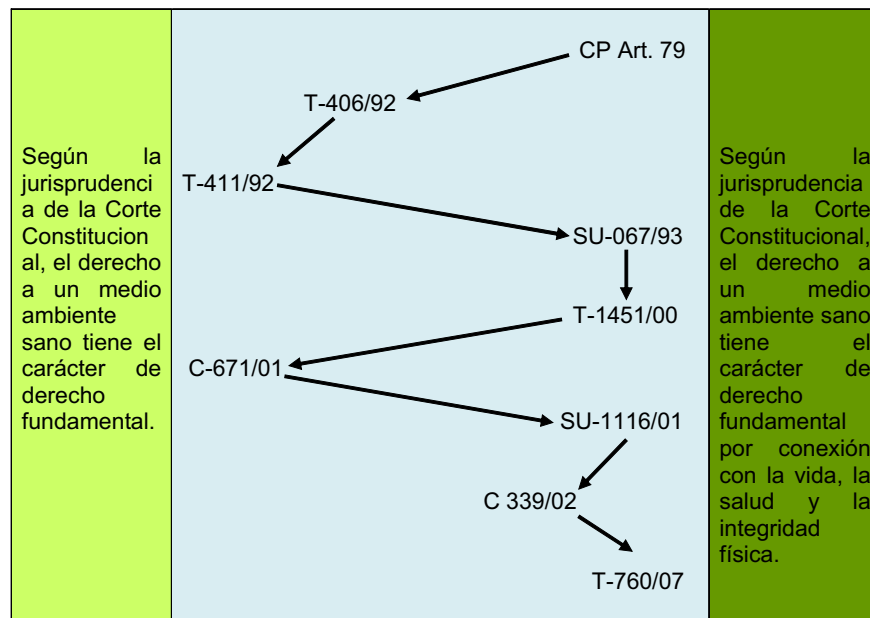 Según la
jurisprudenci
a de la Corte
Constitucion
al, el derecho
a un medio
ambiente
sano tiene el
carácter de
derecho
fundamental.
CP Art. 79
T-406/92
T-411/92
SU-067/93
T-1451/00
C-671/01
SU-1116/01
C 339/02
T-760/07
Según la
jurisprudencia
de la Corte
Constitucional,
el derecho a
un medio
ambiente sano
tiene el
carácter de
derecho
fundamental
por conexión
con la vida, la
salud y la
integridad
física.